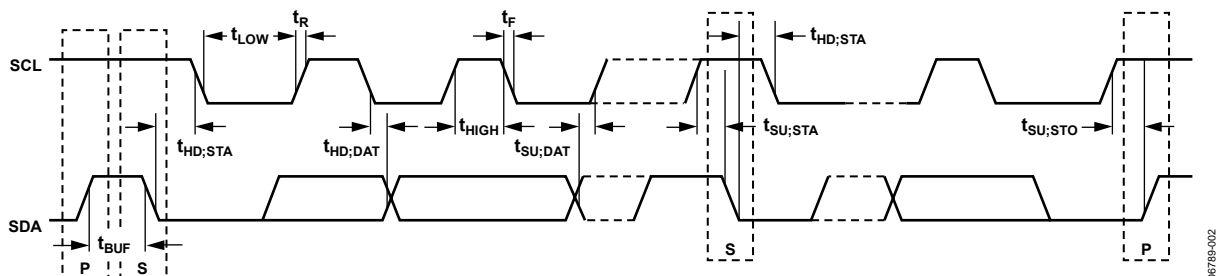 tR
tF
tLOW
tHD;STA
SCL
tHD;STA
tHD;DAT
tHIGH
tSU;DAT
tSU;STA
tSU;STO
SDA
tBUF
P
S
S
P
06789-002